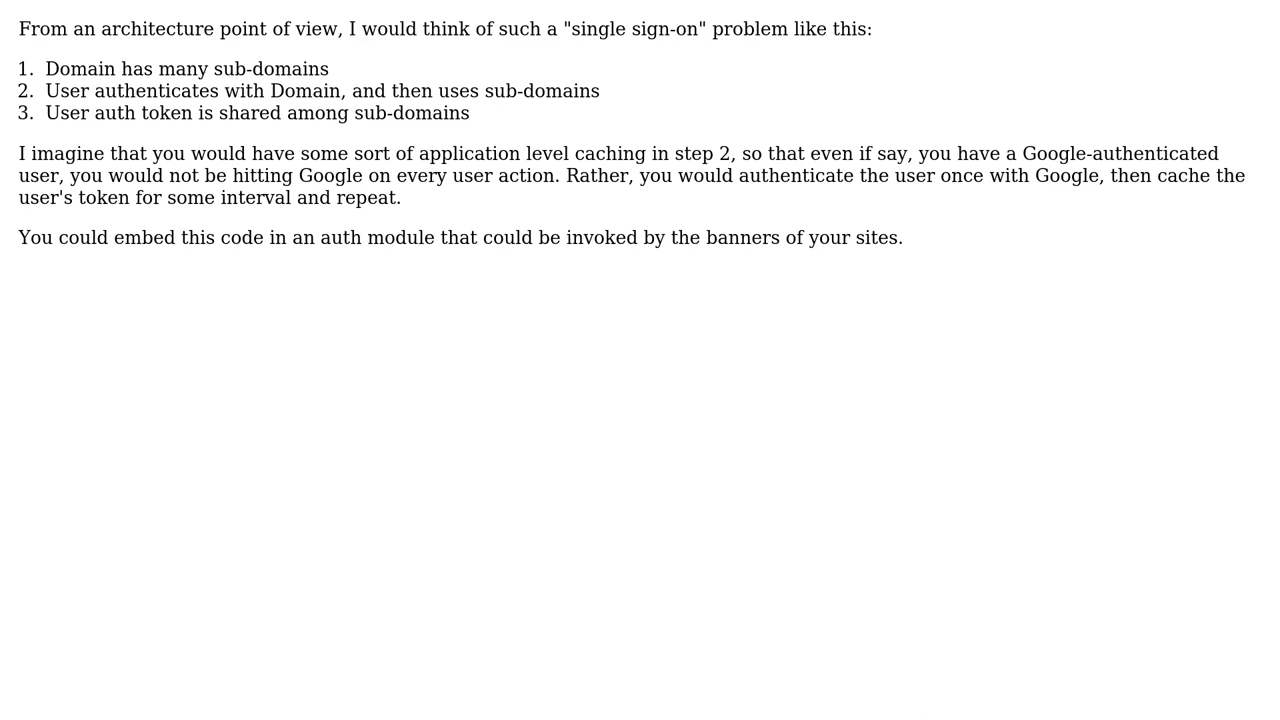 From an architecture point of view, I would think of such a "single sign-on" problem like this:
1. Domain has many sub-domains
2. User authenticates with Domain, and then uses sub-domains
3. User auth token is shared among sub-domains
I imagine that you would have some sort of application level caching in step 2, so that even if say, you have a Google-authenticated
user, you would not be hitting Google on every user action. Rather, you would authenticate the user once with Google, then cache the
user's token for some interval and repeat.
You could embed this code in an auth module that could be invoked by the banners of your sites.